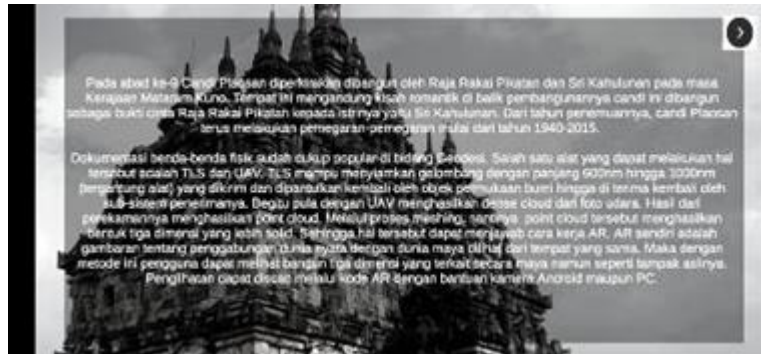 Pada abad ke-9 Candi Plaosan diperkirakan dibangun oleh Raja Rakai Pikatan dan Sri Kahulunan pada masa
Kerajaan Mataram Kuno. Tempat ini mengandung kisah romantik di balik pembangunannya candi ini dibangun
sebagai bukti cinta Raja Rakai Pikatan kepada istrinya yaitu Sri Kahulunan. Dari tahun penemuannya, candi Plaosan
terus melakukan pemegaran-pemegaran mulai dari tahun 1940-2015.
Dokumentasi benda-benda fisik sudah cukup popular di bidang Geodesi. Salah satu alat yang dapat melakukan hal
tersebut adalah TLS dan UAV. TLS mampu menyiamkan gelombang dengan panjang 600nm hingga 1000nm
(tergantung alat) yang dikirim dan dipantulkan kembali oleh objek permukaan bumi hingga di terima kembali oleh
sub-sistem penerimanya. Begitu pula dengan UAV menghasilkan dense cloud dari foto udara. Hasil dari
perekamannya menghasilkan point cloud. Melalui proses meshing, nantinya point cloud tersebut menghasilkan
bentuk tiga dimensi yang lebih solid. Sehingga hal tersebut dapat menjawab cara kerja AR. AR sendiri adalah
gambaran tentang penggabungan dunia nyata dengan dunia maya dilihat dari tempat yang sama. Maka dengan
metode ini pengguna dapat melihat bangun tiga dimensi yang terkait secara maya namun seperti tampak aslinya.
Penglihatan dapat discan melalui kode AR dengan bantuan kamera Android maupun PC.